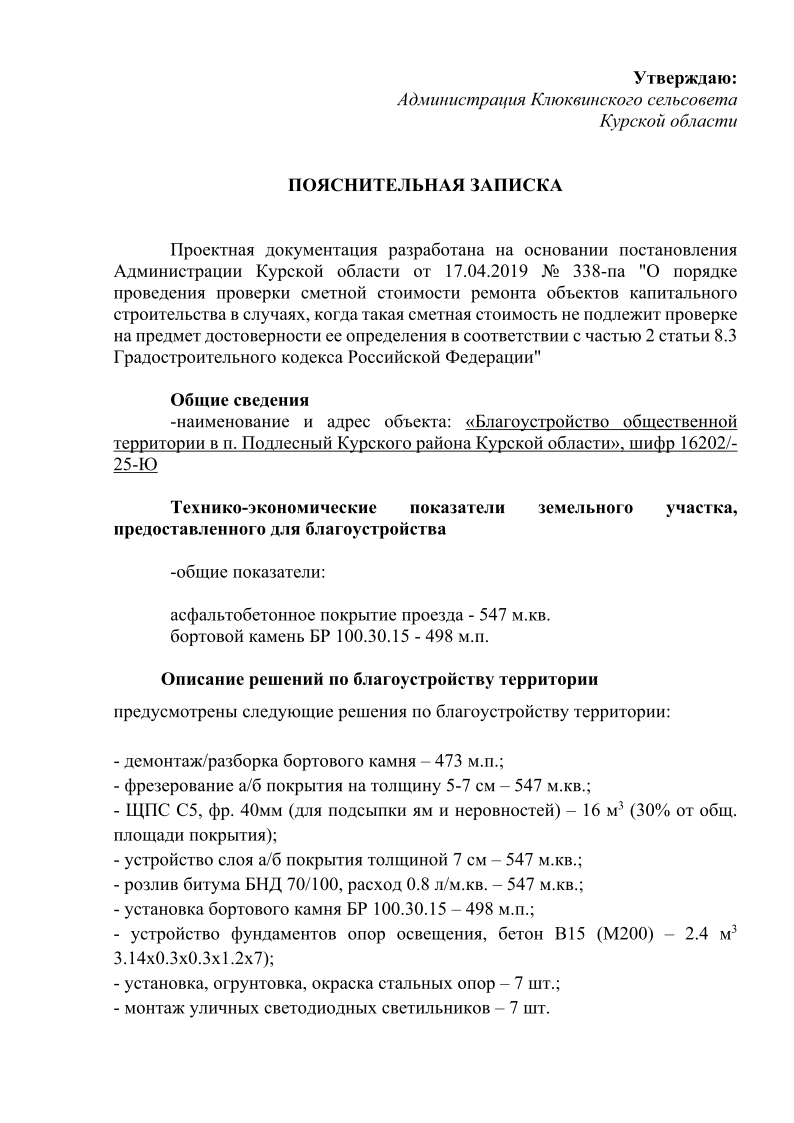 Утверждаю:
Администрация Клюквинского сельсовета
Курской области
ПОЯСНИТЕЛЬНАЯ ЗАПИСКА
Проектная документация разработана на основании постановления
Администрации Курской области от 17.04.2019 № 338-па "О порядке
проведения проверки сметной стоимости ремонта объектов капитального
строительства в случаях, когда такая сметная стоимость не подлежит проверке
на предмет достоверности ее определения в соответствии с частью 2 статьи 8.3
Градостроительного кодекса Российской Федерации"
Общие сведения
-наименование и адрес объекта: «Благоустройство общественной
территории в п. Подлесный Курского района Курской области», шифр 16202/-
25-Ю
Технико-экономические показатели земельного участка,
предоставленного для благоустройства
-общие показатели:
асфальтобетонное покрытие проезда - 547 м.кв.
бортовой камень БР 100.30.15 - 498 м.п.
Описание решений по благоустройству территории
предусмотрены следующие решения по благоустройству территории:
- демонтаж/разборка бортового камня – 473 м.п.;
- фрезерование а/б покрытия на толщину 5-7 см – 547 м.кв.;
- ЩПС С5, фр. 40мм (для подсыпки ям и неровностей) – 16 м³ (30% от общ.
площади покрытия);
- устройство слоя а/б покрытия толщиной 7 см – 547 м.кв.;
- розлив битума БНД 70/100, расход 0.8 л/м.кв. – 547 м.кв.;
- установка бортового камня БР 100.30.15 – 498 м.п.;
- устройство фундаментов опор освещения, бетон В15 (М200) – 2.4 м³
3.14х0.3х0.3х1.2х7);
- установка, огрунтовка, окраска стальных опор – 7 шт.;
- монтаж уличных светодиодных светильников – 7 шт.